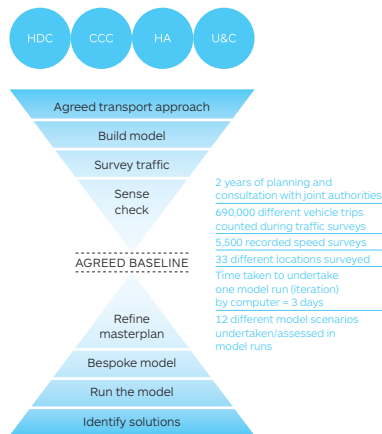 HDC CCC HA U&C
Agreed transport approach
Build model
Survey traffic
Sense
check
AGREED BASELINE
Refine
masterplan
Bespoke model
Run the model
Identify solutions
2 years of planning and
consultation with joint authorities
690,000 different vehicle trips
counted during traffic surveys
5,500 recorded speed surveys
33 different locations surveyed
Time taken to undertake
one model run (iteration)
by computer = 3 days
12 different model scenarios
undertaken/assessed in
model runs